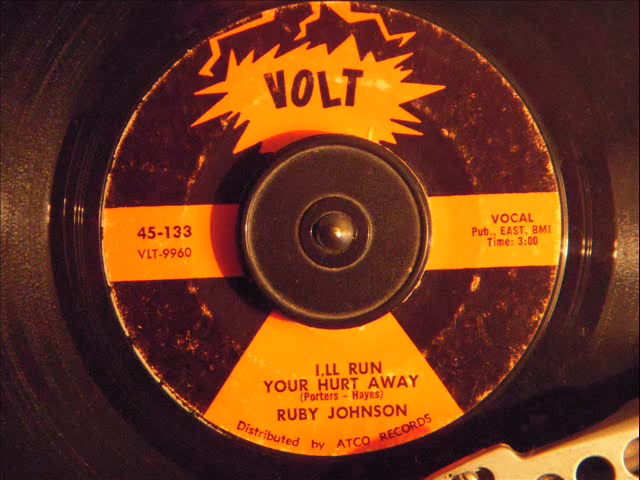 VOLT
45-133
VLT-9960
VOCAL
Pub., EAST, BMI
Time: 3:00
I,LL RUN
YOUR HURT AWAY
(Porters - Hayes)
RUBY JOHNSON
Distributed by ATCO RECORDS